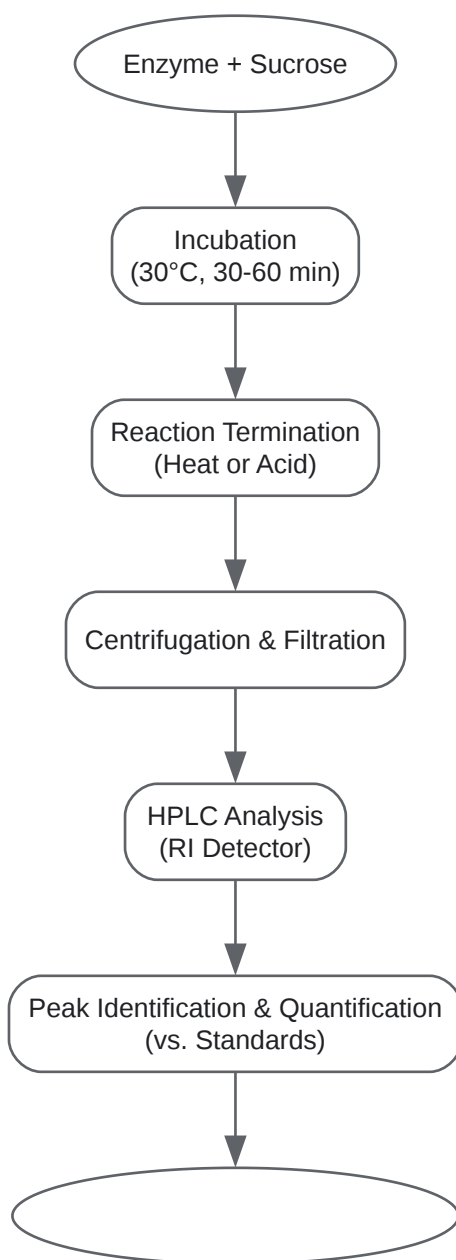 Enzyme + Sucrose
Incubation
(30°C, 30-60 min)
Reaction Termination
(Heat or Acid)
Centrifugation & Filtration
HPLC Analysis
(RI Detector)
Peak Identification & Quantification
(vs. Standards)